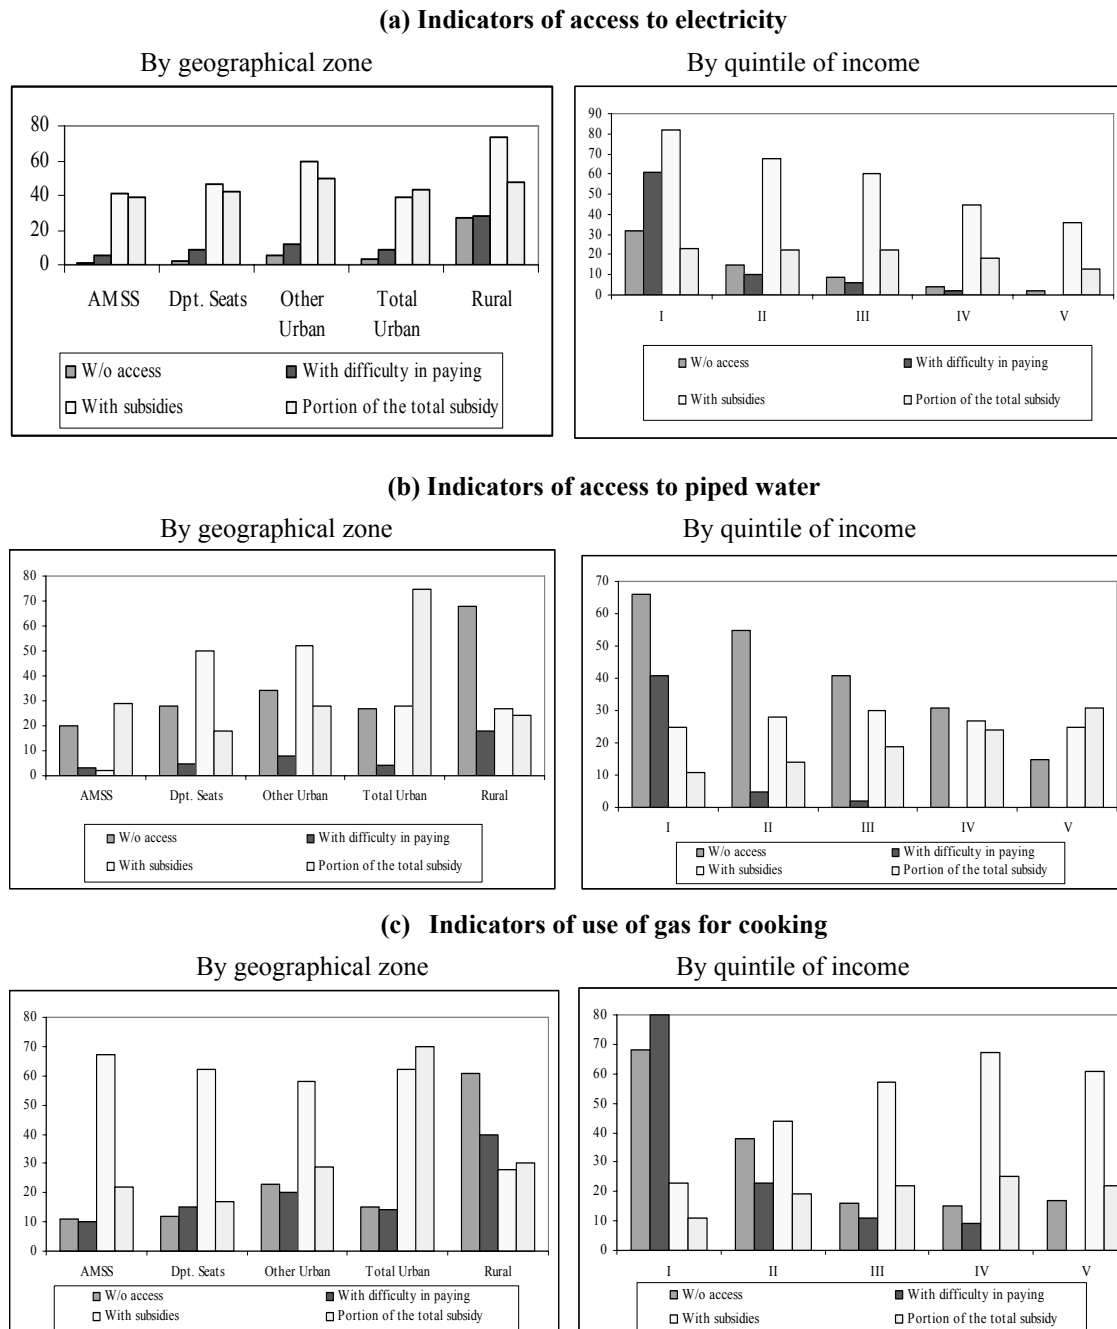 (a) Indicators of access to electricity
By geographical zone
By quintile of income
80
60
40
20
0
AMSS Dpt. Seats Other Urban Total Urban Rural
W/o access With difficulty in paying
With subsidies Portion of the total subsidy
90
80
70
60
50
40
30
20
10
0
I II III IV V
W/o access With difficulty in paying
With subsidies Portion of the total subsidy
(b) Indicators of access to piped water
By geographical zone
By quintile of income
80
70
60
50
40
30
20
10
0
AMSS Dpt. Seats Other Urban Total Urban Rural
W/o access With difficulty in paying
With subsidies Portion of the total subsidy
70
60
50
40
30
20
10
0
I II III IV V
W/o access With difficulty in paying
With subsidies Portion of the total subsidy
(c) Indicators of use of gas for cooking
By geographical zone
By quintile of income
80
70
60
50
40
30
20
10
0
AMSS Dpt. Seats Other Urban Total Urban Rural
W/o access With difficulty in paying
With subsidies Portion of the total subsidy
80
70
60
50
40
30
20
10
0
I II III IV V
W/o access With difficulty in paying
With subsidies Portion of the total subsidy